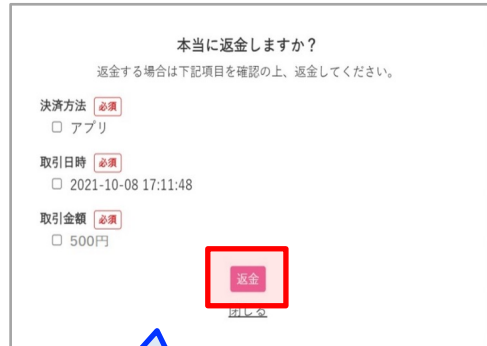 本当に返金しますか？
返金する場合は下記項目を確認の上、返金してください。
決済方法 必須
アプリ
取引日時 必須
2021-10-08 17:11:48
取引金額 必須
500円
返金
閉じる